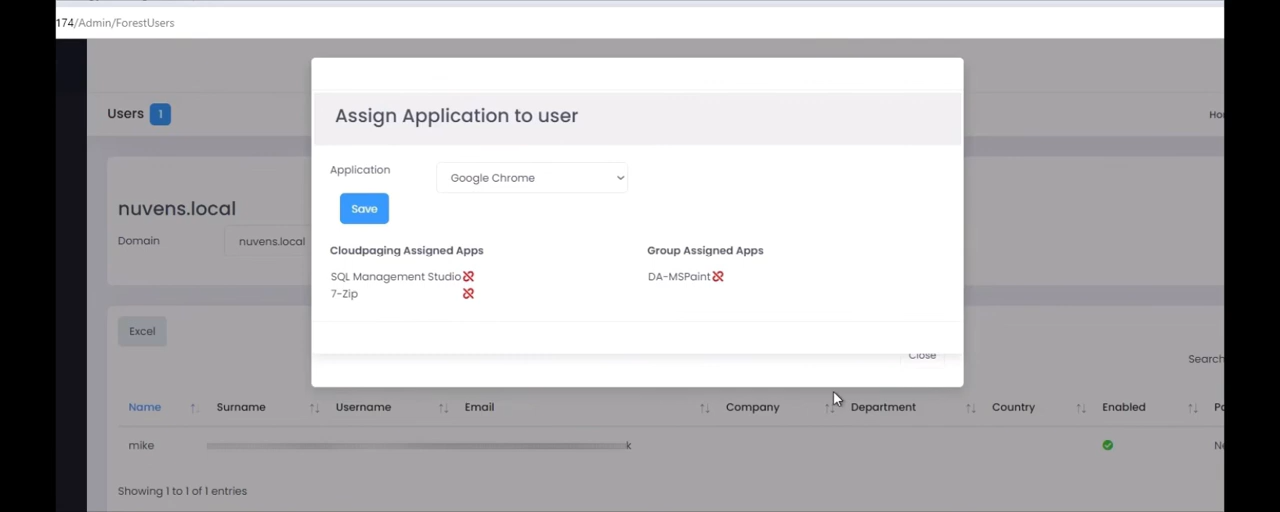 174/Admin/ForestUsers
Users 1
Assign Application to user
Application Google Chrome
Save
nuvens.local
Domain nuvens.local
Cloudpaging Assigned Apps Group Assigned Apps
SQL Management Studio DA-MSPaint
7-Zip
Excel
Close
Search
Name Surname Username Email Company Department Country Enabled
mike k
Showing 1 to 1 of 1 entries